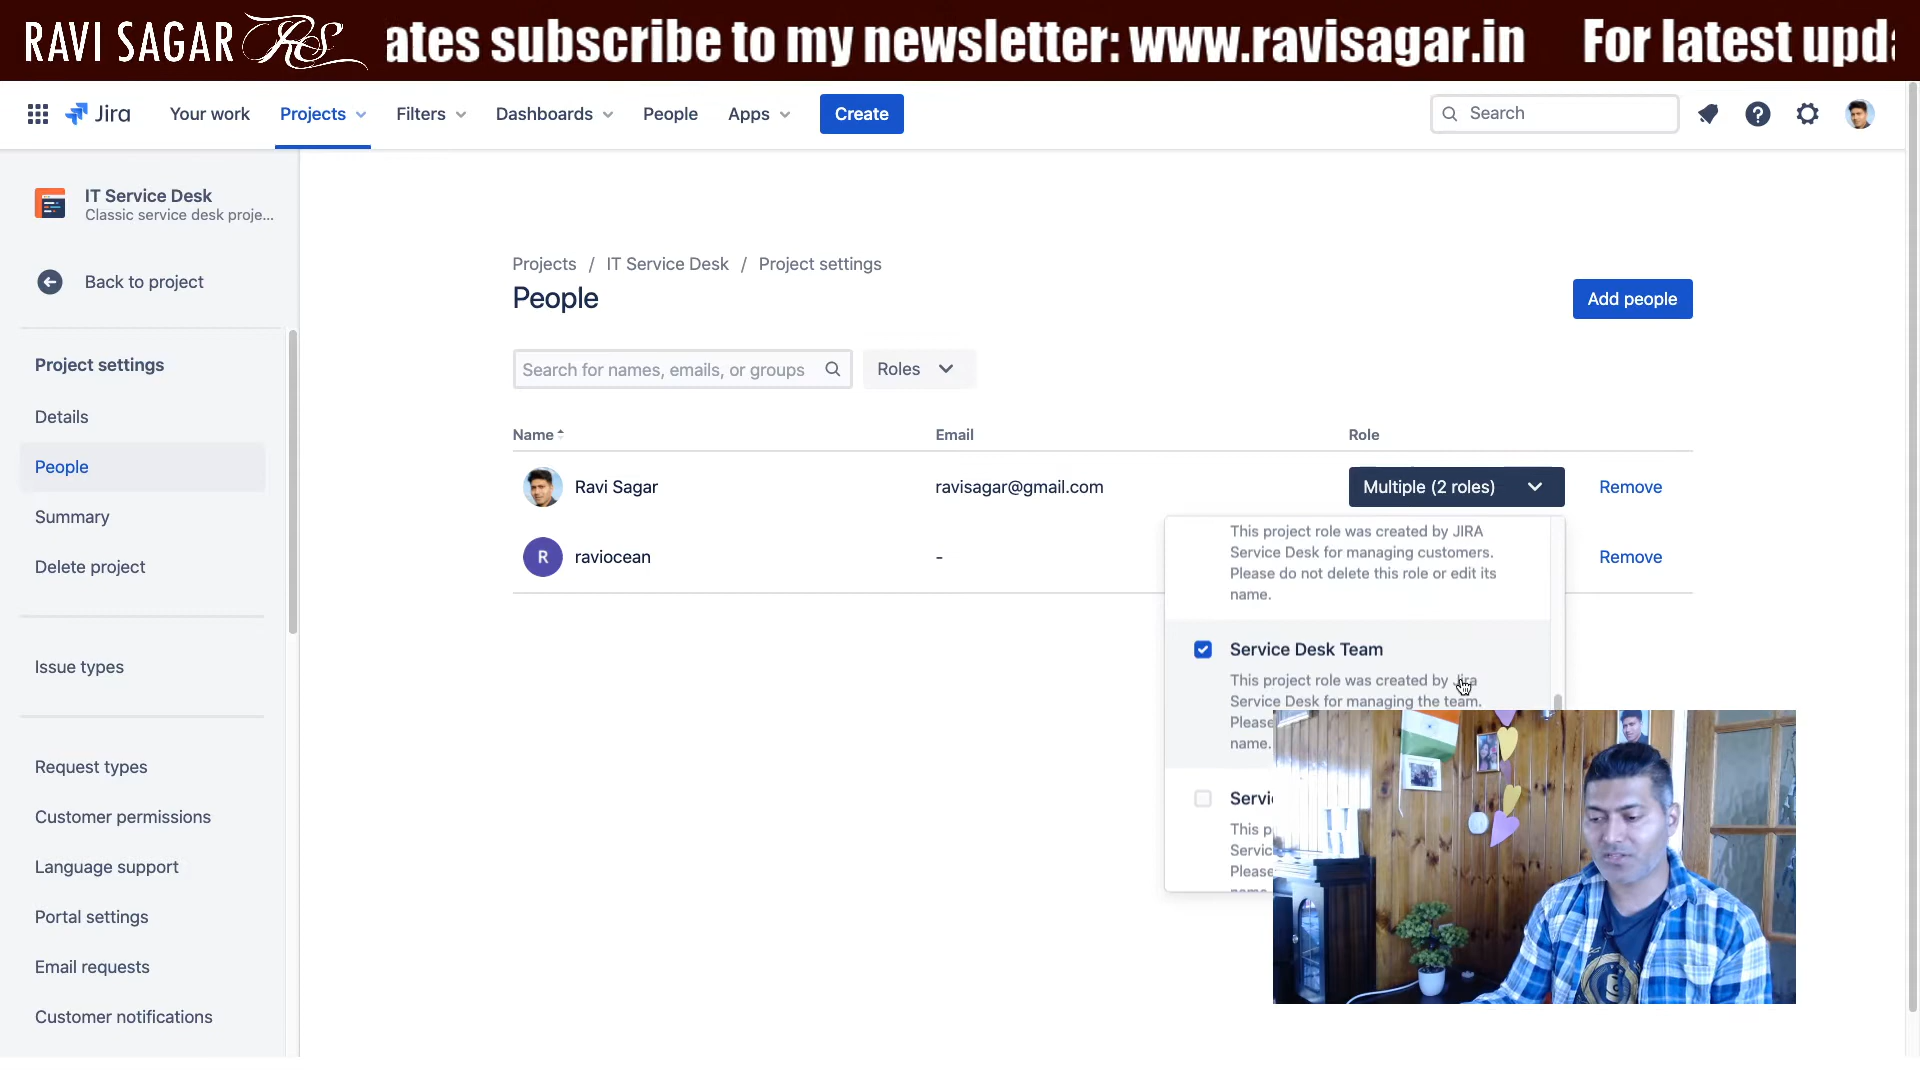 RAVI SAGAR
ates subscribe to my newsletter: www.ravisagar.in For latest upd
Jira
Your work
Projects
Filters
Dashboards
People
Apps
Create
Search
IT Service Desk
Classic service desk proje...
Back to project
Project settings
Details
People
Summary
Delete project
Issue types
Request types
Customer permissions
Language support
Portal settings
Email requests
Customer notifications
Projects / IT Service Desk / Project settings
People
Add people
Search for names, emails, or groups
Roles
Name Email Role
Ravi Sagar ravisagar@gmail.com Multiple (2 roles) Remove
R raviocean - Remove
This project role was created by JIRA
Service Desk for managing customers.
Please do not delete this role or edit its
name.
Service Desk Team
This project role was created by Jira
Service Desk for managing the team.
Please
name.
Servi
This p
Servic
Please